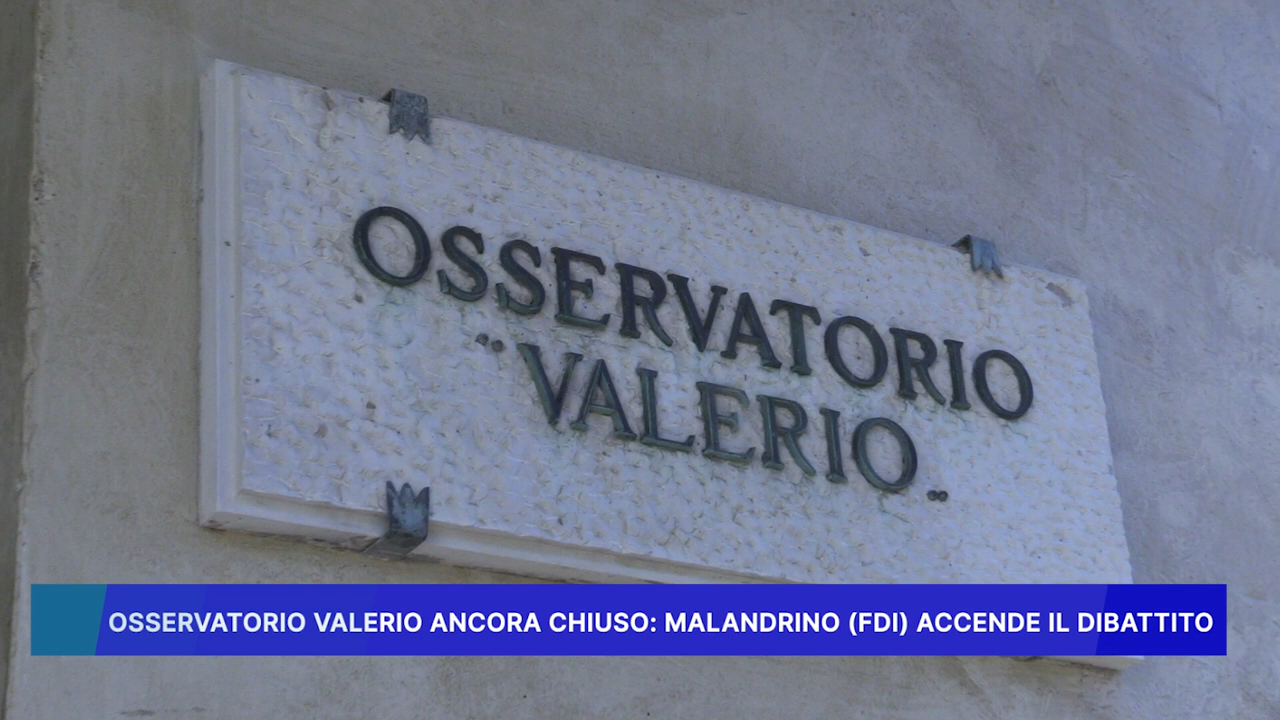 OSSERVATORIO
"VALERIO„
OSSERVATORIO VALERIO ANCORA CHIUSO: MALANDRINO (FDI) ACCENDE IL DIBATTITO